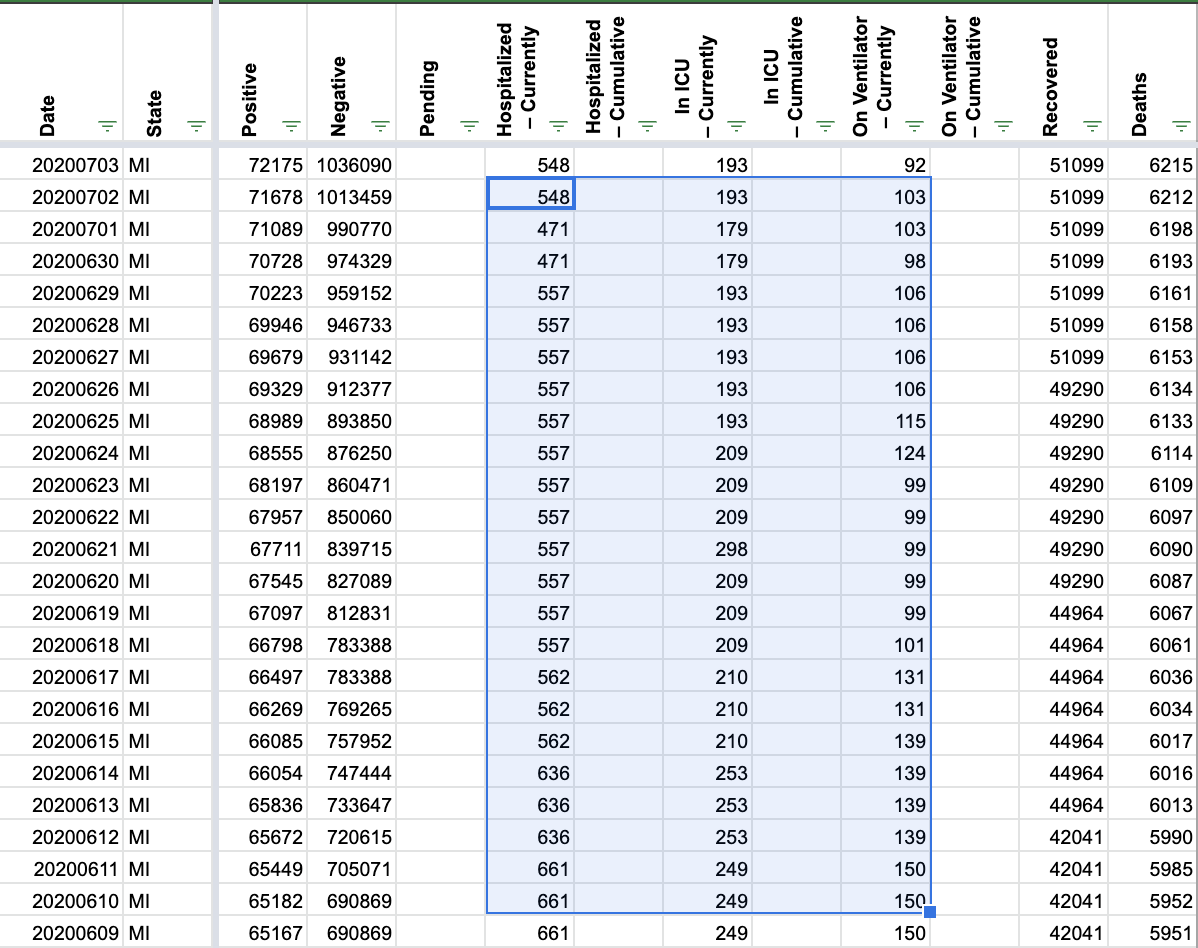 Date State Positive Negative Pending Hospitalized – Currently Hospitalized – Cumulative In ICU – Currently In ICU – Cumulative On Ventilator – Currently On Ventilator – Cumulative Recovered Deaths
20200703 MI 72175 1036090 548 193 92 51099 6215
20200702 MI 71678 1013459 548 193 103 51099 6212
20200701 MI 71089 990770 471 179 103 51099 6198
20200630 MI 70728 974329 471 179 98 51099 6193
20200629 MI 70223 959152 557 193 106 51099 6161
20200628 MI 69946 946733 557 193 106 51099 6158
20200627 MI 69679 931142 557 193 106 51099 6153
20200626 MI 69329 912377 557 193 106 49290 6134
20200625 MI 68989 893850 557 193 115 49290 6133
20200624 MI 68555 876250 557 209 124 49290 6114
20200623 MI 68197 860471 557 209 99 49290 6109
20200622 MI 67957 850060 557 209 99 49290 6097
20200621 MI 67711 839715 557 298 99 49290 6090
20200620 MI 67545 827089 557 209 99 49290 6087
20200619 MI 67097 812831 557 209 99 44964 6067
20200618 MI 66798 783388 557 209 101 44964 6061
20200617 MI 66497 783388 562 210 131 44964 6036
20200616 MI 66269 769265 562 210 131 44964 6034
20200615 MI 66085 757952 562 210 139 44964 6017
20200614 MI 66054 747444 636 253 139 44964 6016
20200613 MI 65836 733647 636 253 139 44964 6013
20200612 MI 65672 720615 636 253 139 42041 5990
20200611 MI 65449 705071 661 249 150 42041 5985
20200610 MI 65182 690869 661 249 150 42041 5952
20200609 MI 65167 690869 661 249 150 42041 5951